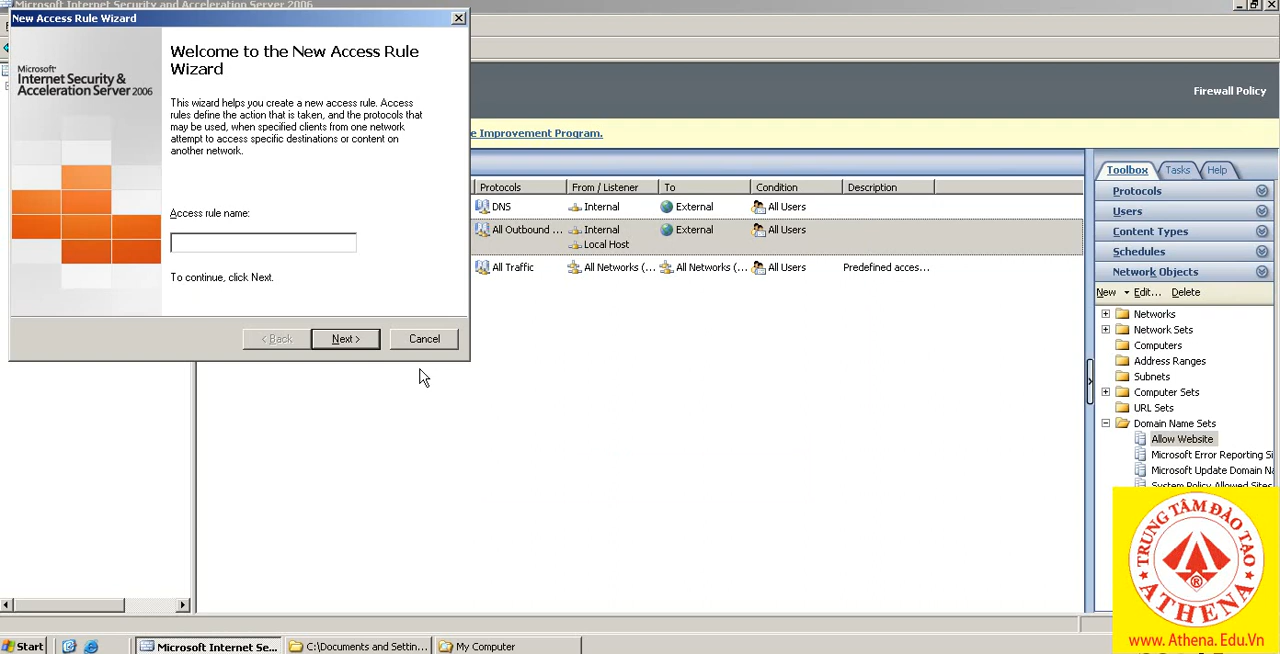 Microsoft Internet Security and Acceleration Server 2006
New Access Rule Wizard
Microsoft®
Internet Security &
Acceleration Server 2006
Welcome to the New Access Rule
Wizard
This wizard helps you create a new access rule. Access
rules define the action that is taken, and the protocols that
may be used, when specified clients from one network
attempt to access specific destinations or content on
another network.
Access rule name:
To continue, click Next.
< Back
Next >
Cancel
Firewall Policy
e Improvement Program.
Protocols
From / Listener
To
Condition
Description
DNS
Internal
External
All Users
All Outbound ...
Internal
External
All Users
Local Host
All Traffic
All Networks (...
All Networks (...
All Users
Predefined acces...
Toolbox
Tasks
Help
Protocols
Users
Content Types
Schedules
Network Objects
New
Edit...
Delete
Networks
Network Sets
Computers
Address Ranges
Subnets
Computer Sets
URL Sets
Domain Name Sets
Allow Website
Microsoft Error Reporting Si
Microsoft Update Domain Na
System Policy Allowed Sites
TRUNG TÂM ĐÀO TẠO
®
ATHENA
www.Athena.Edu.Vn
Start
Microsoft Internet Se...
C:\Documents and Settin...
My Computer